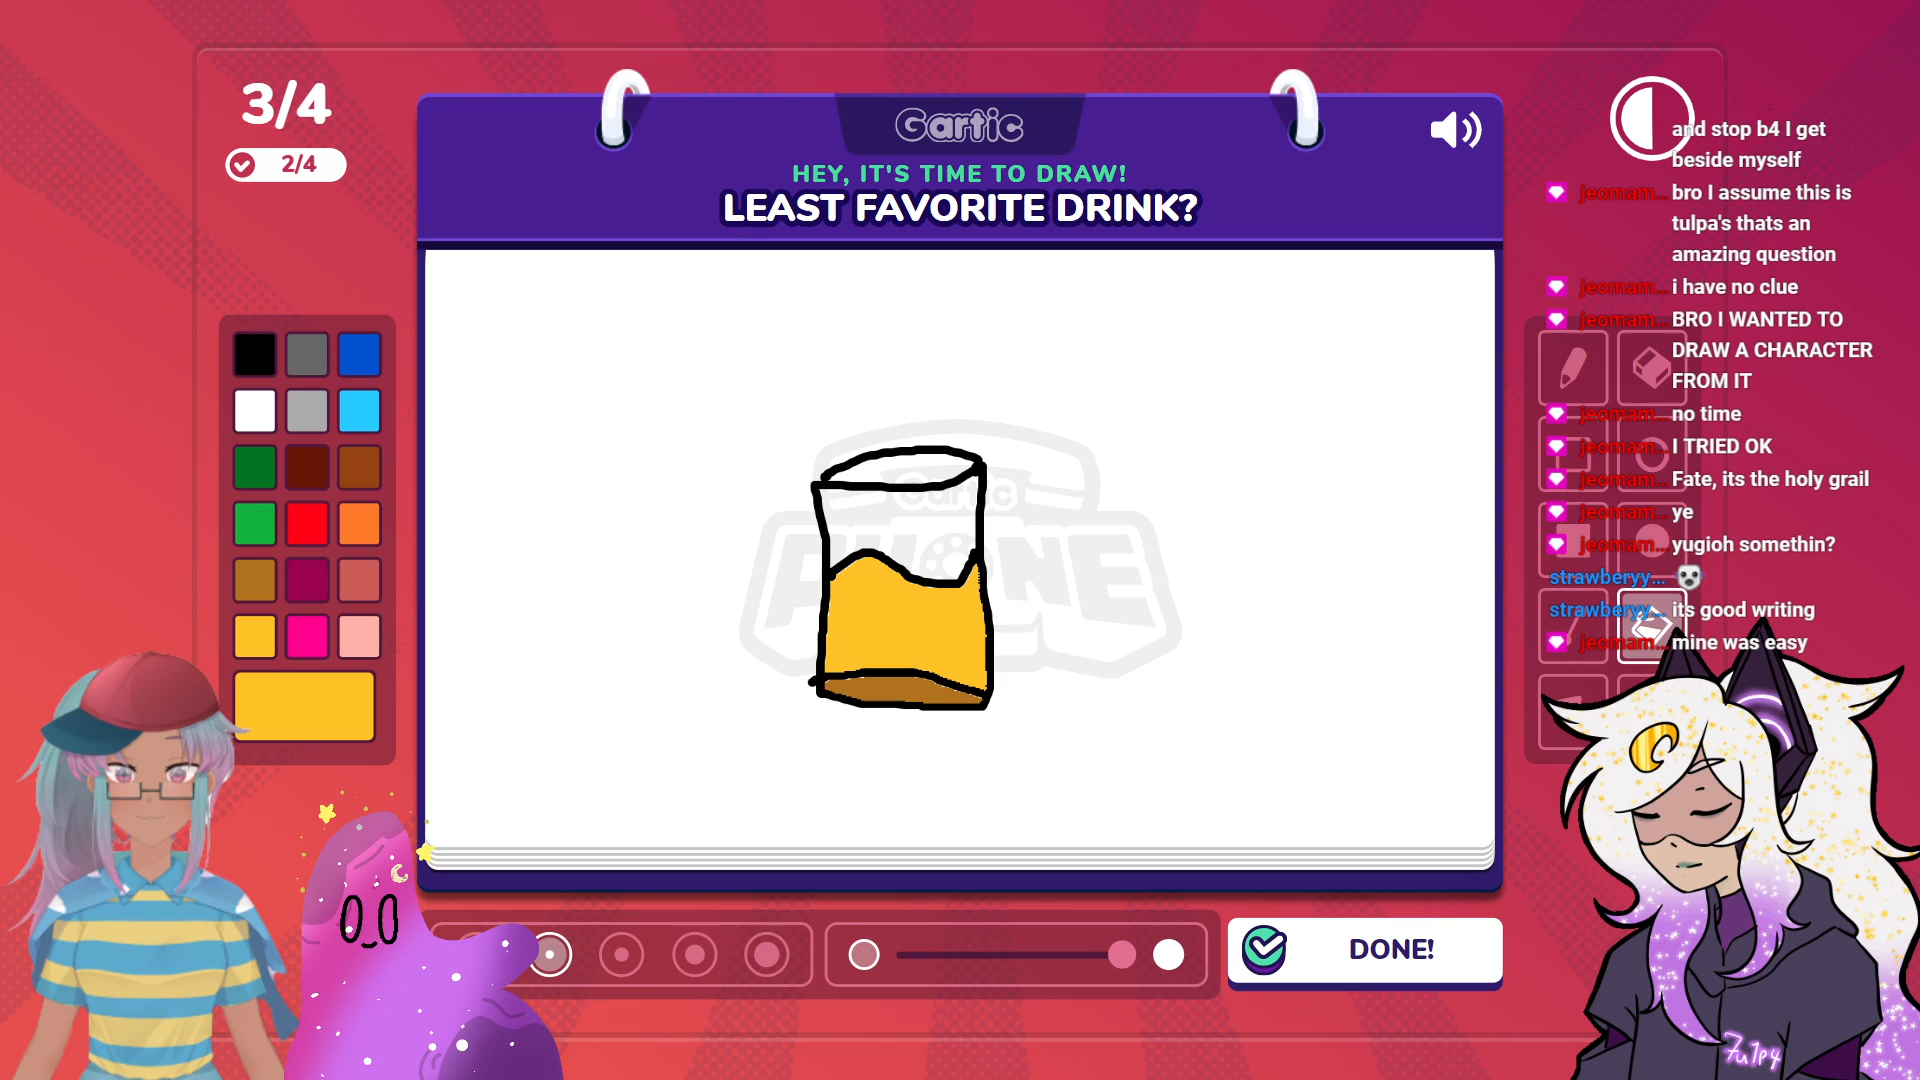 3/4
2/4
Gartic
HEY, IT'S TIME TO DRAW!
LEAST FAVORITE DRINK?
Gartic
PHONE
and stop b4 I get
beside myself
jeomam... bro I assume this is
tulpa's thats an
amazing question
jeomam... i have no clue
jeomam... BRO I WANTED TO
DRAW A CHARACTER
FROM IT
jeomam... no time
jeomam... I TRIED OK
jeomam... Fate, its the holy grail
jeomam... ye
jeomam... yugioh somethin?
strawberyy...
strawberyy... its good writing
jeomam... mine was easy
DONE!